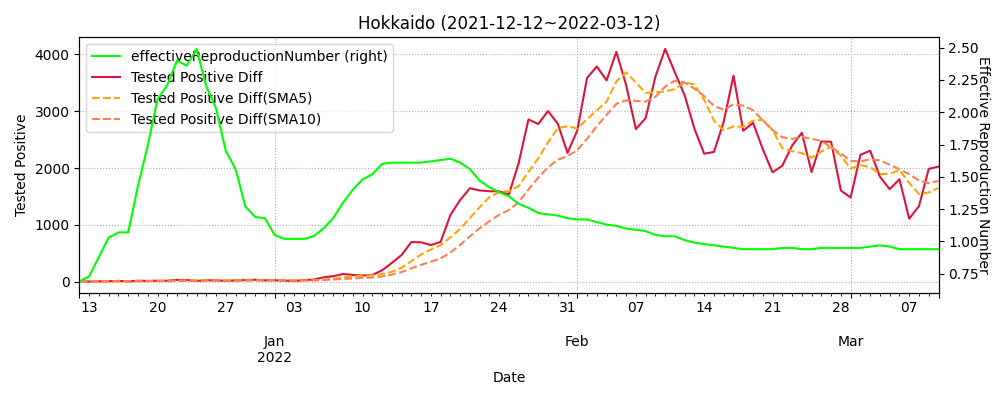 Hokkaido (2021-12-12~2022-03-12)
effectiveReproductionNumber (right)
Tested Positive Diff
Tested Positive Diff(SMA5)
Tested Positive Diff(SMA10)
Tested Positive
4000
3000
2000
1000
0
2.50
2.25
2.00
1.75
1.50
1.25
1.00
0.75
Effective Reproduction Number
13 20 27 03 10 17 24 31 07 14 21 28 07
Jan Feb Mar
2022
Date